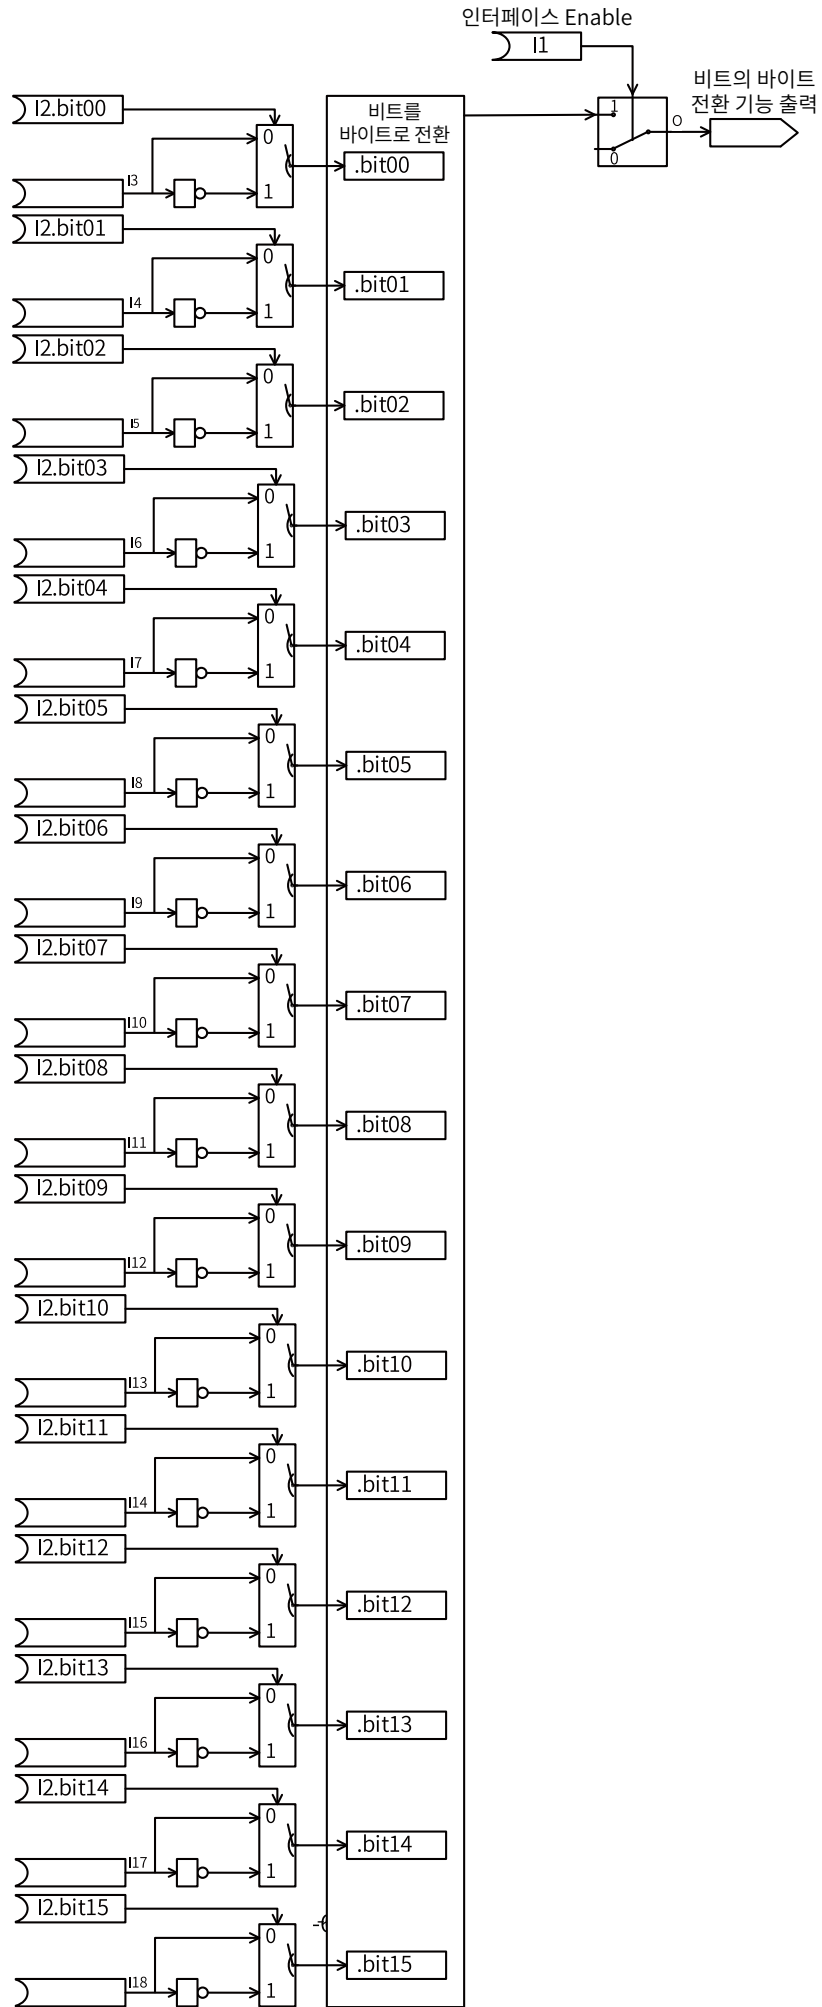 인터페이스 Enable
I1
비트의 바이트
전환 기능 출력
1
0
O
비트를
바이트로 전환
I2.bit00
0
.bit00
I3
1
I2.bit01
0
.bit01
I4
1
I2.bit02
0
.bit02
I5
1
I2.bit03
0
.bit03
I6
1
I2.bit04
0
.bit04
I7
1
I2.bit05
0
.bit05
I8
1
I2.bit06
0
.bit06
I9
1
I2.bit07
0
.bit07
I10
1
I2.bit08
0
.bit08
I11
1
I2.bit09
0
.bit09
I12
1
I2.bit10
0
.bit10
I13
1
I2.bit11
0
.bit11
I14
1
I2.bit12
0
.bit12
I15
1
I2.bit13
0
.bit13
I16
1
I2.bit14
0
.bit14
I17
1
I2.bit15
0
.bit15
I18
1